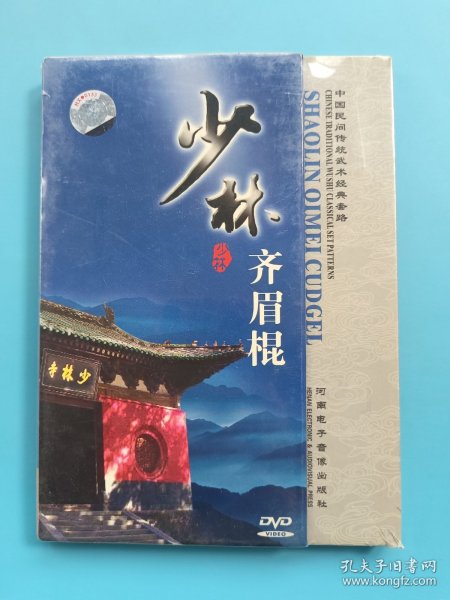 少林
少林
齐眉棍
少林寺
DVD
VIDEO
中国民间传统武术经典套路
CHINESE TRADITIONAL WUSHU CLASSICAL SET PATTERNS
SHAOLIN QIMEI CUDGEL
河南电子音像出版社
HENAN ELECTRONIC & AUDIOVISUAL PRESS
孔夫子旧书网
www.kongfz.com